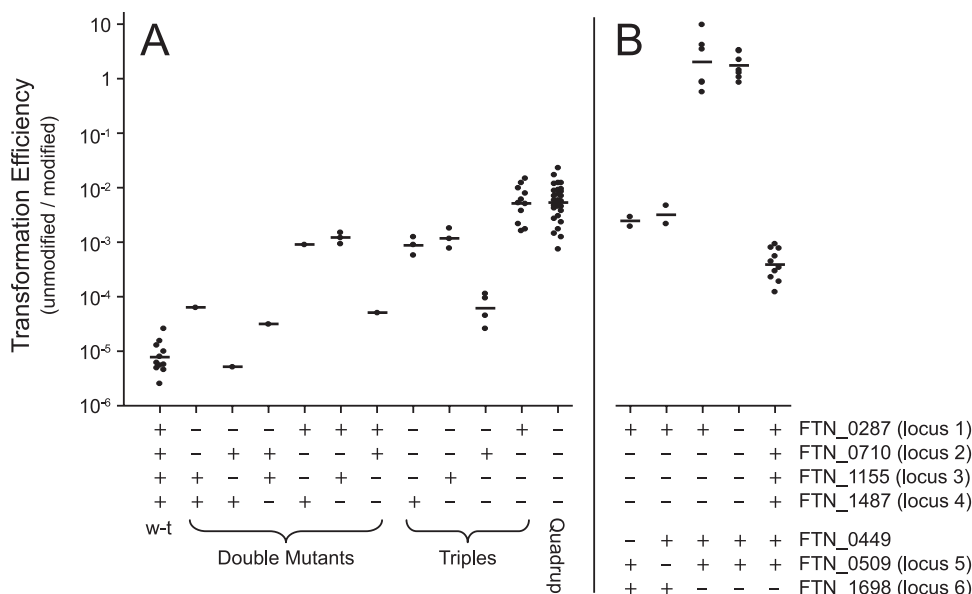 A
B
Transformation Efficiency
(unmodified / modified)
10
1
10⁻¹
10⁻²
10⁻³
10⁻⁴
10⁻⁵
10⁻⁶
+ – – – + + + – – – + – + + + – + FTN_0287 (locus 1)
+ – + + – – + – – + – – – – – – + FTN_0710 (locus 2)
+ + – + – + – – + – – – – – – – + FTN_1155 (locus 3)
+ + + – + – – + – – – – – – – – + FTN_1487 (locus 4)
w-t
Double Mutants
Triples
Quadrup
– + + + + FTN_0449
+ – + + + FTN_0509 (locus 5)
+ + – – – FTN_1698 (locus 6)